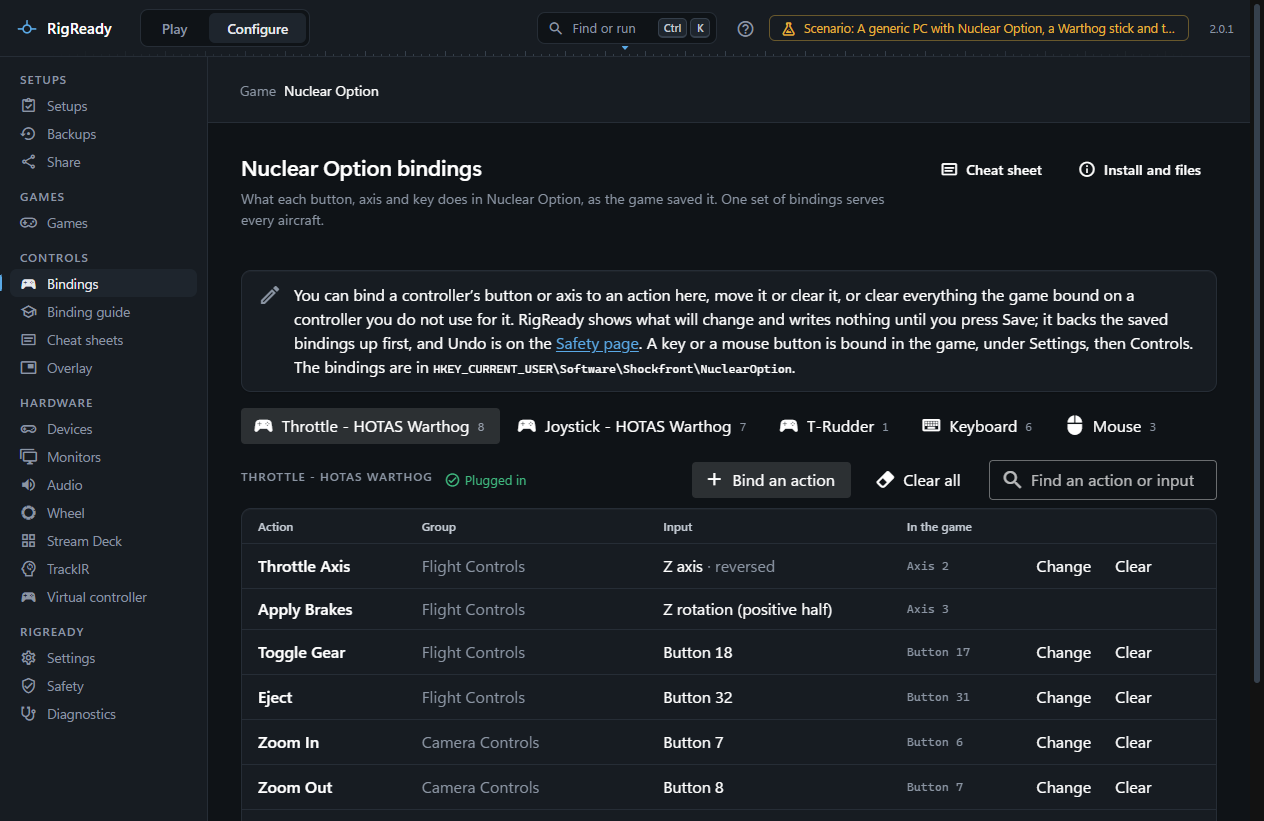 RigReady
Play
Configure
Find or run
Ctrl
K
Scenario: A generic PC with Nuclear Option, a Warthog stick and t...
2.0.1
SETUPS
Setups
Backups
Share
GAMES
Games
CONTROLS
Bindings
Binding guide
Cheat sheets
Overlay
HARDWARE
Devices
Monitors
Audio
Wheel
Stream Deck
TrackIR
Virtual controller
RIGREADY
Settings
Safety
Diagnostics
Game Nuclear Option
Nuclear Option bindings
Cheat sheet
Install and files
What each button, axis and key does in Nuclear Option, as the game saved it. One set of bindings serves
every aircraft.
You can bind a controller's button or axis to an action here, move it or clear it, or clear everything the game bound on a
controller you do not use for it. RigReady shows what will change and writes nothing until you press Save; it backs the saved
bindings up first, and Undo is on the Safety page. A key or a mouse button is bound in the game, under Settings, then Controls.
The bindings are in HKEY_CURRENT_USER\Software\Shockfront\NuclearOption.
Throttle - HOTAS Warthog 8
Joystick - HOTAS Warthog 7
T-Rudder 1
Keyboard 6
Mouse 3
THROTTLE - HOTAS WARTHOG
Plugged in
Bind an action
Clear all
Find an action or input
Action Group Input In the game
Throttle Axis Flight Controls Z axis · reversed Axis 2 Change Clear
Apply Brakes Flight Controls Z rotation (positive half) Axis 3
Toggle Gear Flight Controls Button 18 Button 17 Change Clear
Eject Flight Controls Button 32 Button 31 Change Clear
Zoom In Camera Controls Button 7 Button 6 Change Clear
Zoom Out Camera Controls Button 8 Button 7 Change Clear